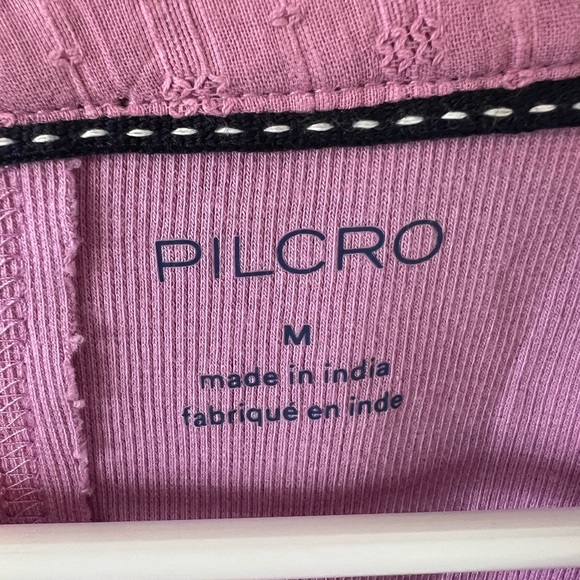 PILCRO
M
made in india
fabriqué en inde